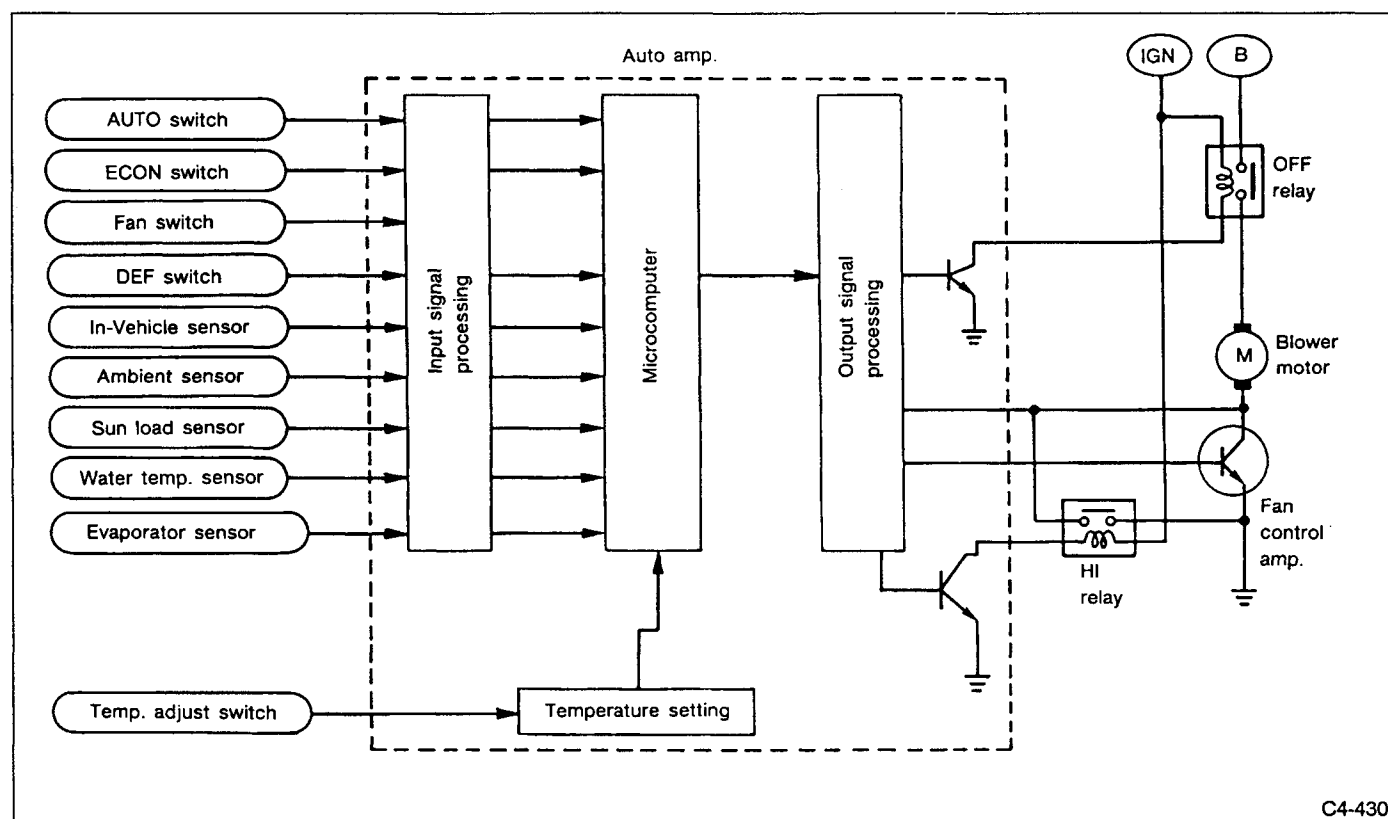 Auto amp.
IGN
B
AUTO switch
ECON switch
Fan switch
DEF switch
In-Vehicle sensor
Ambient sensor
Sun load sensor
Water temp. sensor
Evaporator sensor
Temp. adjust switch
Input signal
processing
Microcomputer
Output signal
processing
Temperature setting
OFF
relay
M
Blower
motor
Fan
control
amp.
HI
relay
C4-430